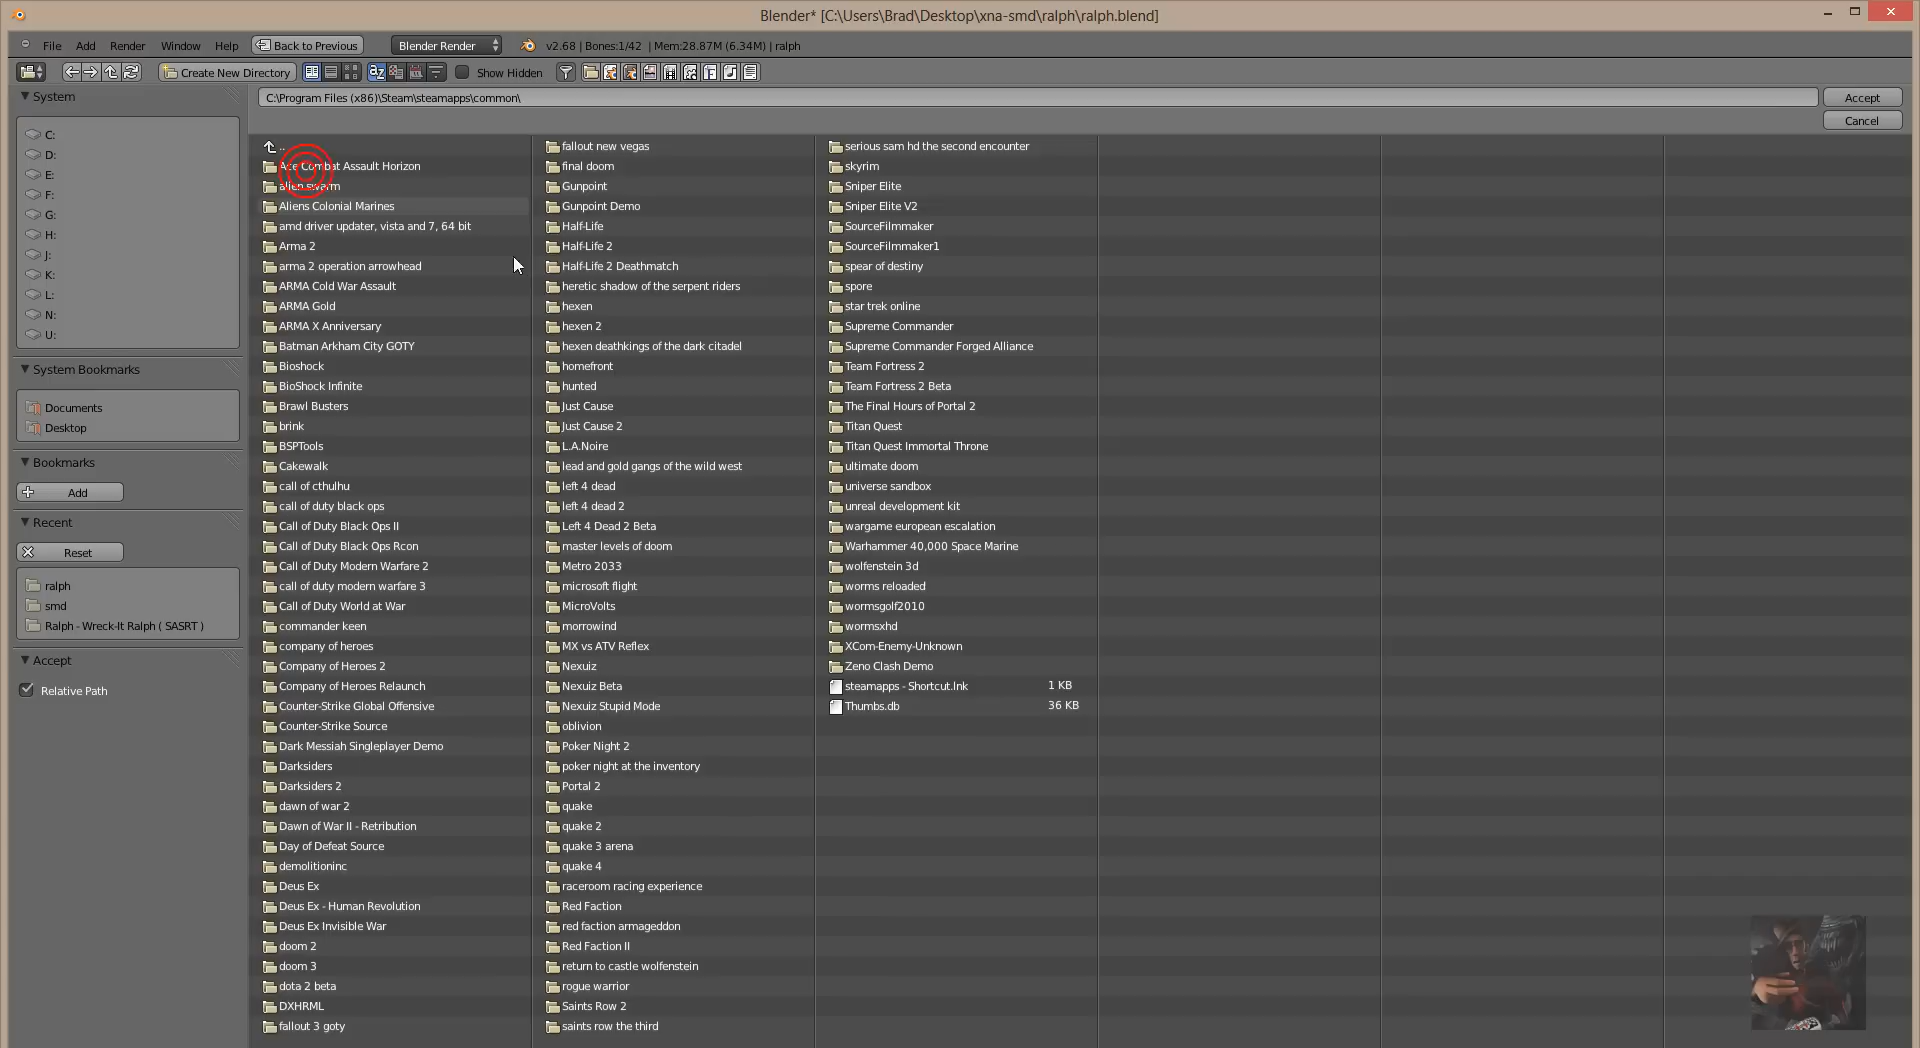 Blender* [C:\Users\Brad\Desktop\xna-smd\ralph\ralph.blend]
File Add Render Window Help Back to Previous Blender Render v2.68 | Bones:1/42 | Mem:28.87M (6.34M) | ralph
Create New Directory Show Hidden
System
C:
D:
E:
F:
G:
H:
J:
K:
L:
N:
U:
System Bookmarks
Documents
Desktop
Bookmarks
Add
Recent
Reset
ralph
smd
Ralph - Wreck-It Ralph ( SASRT )
Accept
Relative Path
C:\Program Files (x86)\Steam\steamapps\common\
Accept
Cancel
..
Ace Combat Assault Horizon
alien swarm
Aliens Colonial Marines
amd driver updater, vista and 7, 64 bit
Arma 2
arma 2 operation arrowhead
ARMA Cold War Assault
ARMA Gold
ARMA X Anniversary
Batman Arkham City GOTY
Bioshock
BioShock Infinite
Brawl Busters
brink
BSPTools
Cakewalk
call of cthulhu
call of duty black ops
Call of Duty Black Ops II
Call of Duty Black Ops Rcon
Call of Duty Modern Warfare 2
call of duty modern warfare 3
Call of Duty World at War
commander keen
company of heroes
Company of Heroes 2
Company of Heroes Relaunch
Counter-Strike Global Offensive
Counter-Strike Source
Dark Messiah Singleplayer Demo
Darksiders
Darksiders 2
dawn of war 2
Dawn of War II - Retribution
Day of Defeat Source
demolitioninc
Deus Ex
Deus Ex - Human Revolution
Deus Ex Invisible War
doom 2
doom 3
dota 2 beta
DXHRML
fallout 3 goty
fallout new vegas
final doom
Gunpoint
Gunpoint Demo
Half-Life
Half-Life 2
Half-Life 2 Deathmatch
heretic shadow of the serpent riders
hexen
hexen 2
hexen deathkings of the dark citadel
homefront
hunted
Just Cause
Just Cause 2
L.A.Noire
lead and gold gangs of the wild west
left 4 dead
left 4 dead 2
Left 4 Dead 2 Beta
master levels of doom
Metro 2033
microsoft flight
MicroVolts
morrowind
MX vs ATV Reflex
Nexuiz
Nexuiz Beta
Nexuiz Stupid Mode
oblivion
Poker Night 2
poker night at the inventory
Portal 2
quake
quake 2
quake 3 arena
quake 4
raceroom racing experience
Red Faction
red faction armageddon
Red Faction II
return to castle wolfenstein
rogue warrior
Saints Row 2
saints row the third
serious sam hd the second encounter
skyrim
Sniper Elite
Sniper Elite V2
SourceFilmmaker
SourceFilmmaker1
spear of destiny
spore
star trek online
Supreme Commander
Supreme Commander Forged Alliance
Team Fortress 2
Team Fortress 2 Beta
The Final Hours of Portal 2
Titan Quest
Titan Quest Immortal Throne
ultimate doom
universe sandbox
unreal development kit
wargame european escalation
Warhammer 40,000 Space Marine
wolfenstein 3d
worms reloaded
wormsgolf2010
wormsxhd
XCom-Enemy-Unknown
Zeno Clash Demo
steamapps - Shortcut.lnk 1 KB
Thumbs.db 36 KB